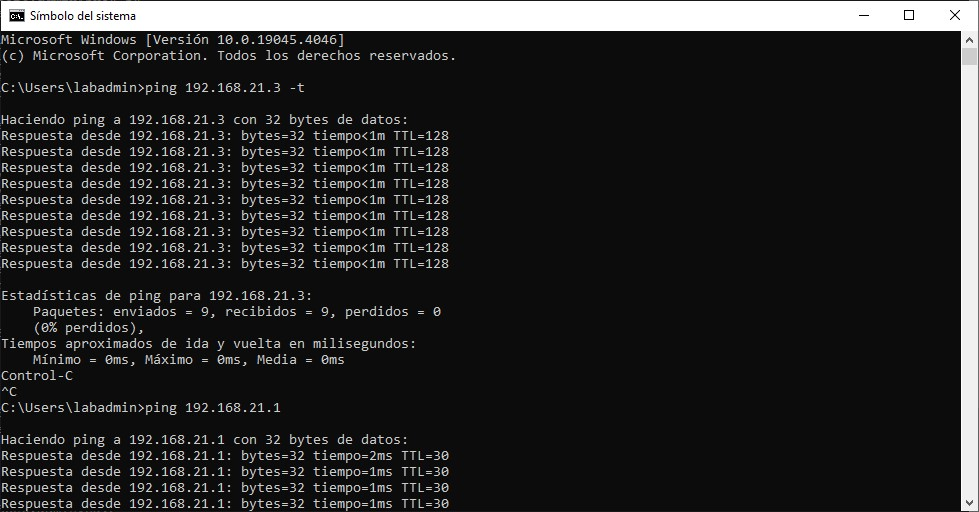 Símbolo del sistema
Microsoft Windows [Versión 10.0.19045.4046]
(c) Microsoft Corporation. Todos los derechos reservados.
C:\Users\labadmin>ping 192.168.21.3 -t
Haciendo ping a 192.168.21.3 con 32 bytes de datos:
Respuesta desde 192.168.21.3: bytes=32 tiempo<1m TTL=128
Respuesta desde 192.168.21.3: bytes=32 tiempo<1m TTL=128
Respuesta desde 192.168.21.3: bytes=32 tiempo<1m TTL=128
Respuesta desde 192.168.21.3: bytes=32 tiempo<1m TTL=128
Respuesta desde 192.168.21.3: bytes=32 tiempo<1m TTL=128
Respuesta desde 192.168.21.3: bytes=32 tiempo<1m TTL=128
Respuesta desde 192.168.21.3: bytes=32 tiempo<1m TTL=128
Respuesta desde 192.168.21.3: bytes=32 tiempo<1m TTL=128
Respuesta desde 192.168.21.3: bytes=32 tiempo<1m TTL=128
Estadísticas de ping para 192.168.21.3:
    Paquetes: enviados = 9, recibidos = 9, perdidos = 0
    (0% perdidos),
Tiempos aproximados de ida y vuelta en milisegundos:
    Mínimo = 0ms, Máximo = 0ms, Media = 0ms
Control-C
^C
C:\Users\labadmin>ping 192.168.21.1
Haciendo ping a 192.168.21.1 con 32 bytes de datos:
Respuesta desde 192.168.21.1: bytes=32 tiempo=2ms TTL=30
Respuesta desde 192.168.21.1: bytes=32 tiempo=1ms TTL=30
Respuesta desde 192.168.21.1: bytes=32 tiempo=1ms TTL=30
Respuesta desde 192.168.21.1: bytes=32 tiempo=1ms TTL=30